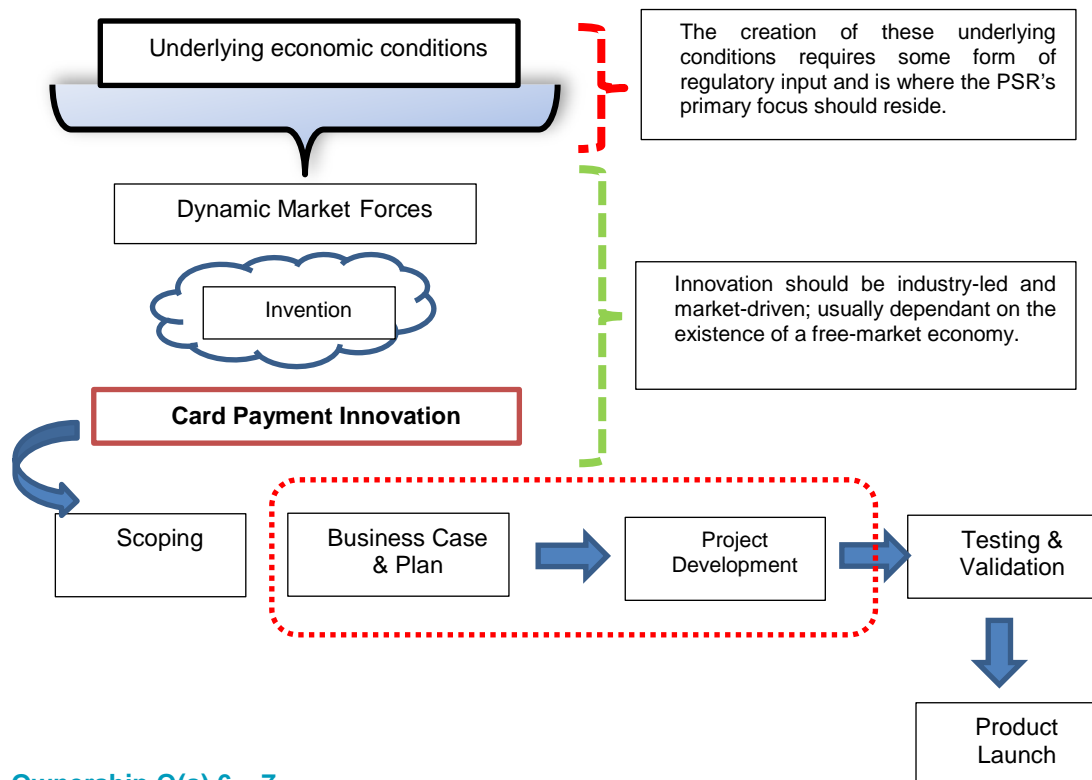 Underlying economic conditions
The creation of these underlying
conditions requires some form of
regulatory input and is where the PSR’s
primary focus should reside.
Dynamic Market Forces
Invention
Innovation should be industry-led and
market-driven; usually dependant on the
existence of a free-market economy.
Card Payment Innovation
Scoping
Business Case
& Plan
Project
Development
Testing &
Validation
Product
Launch